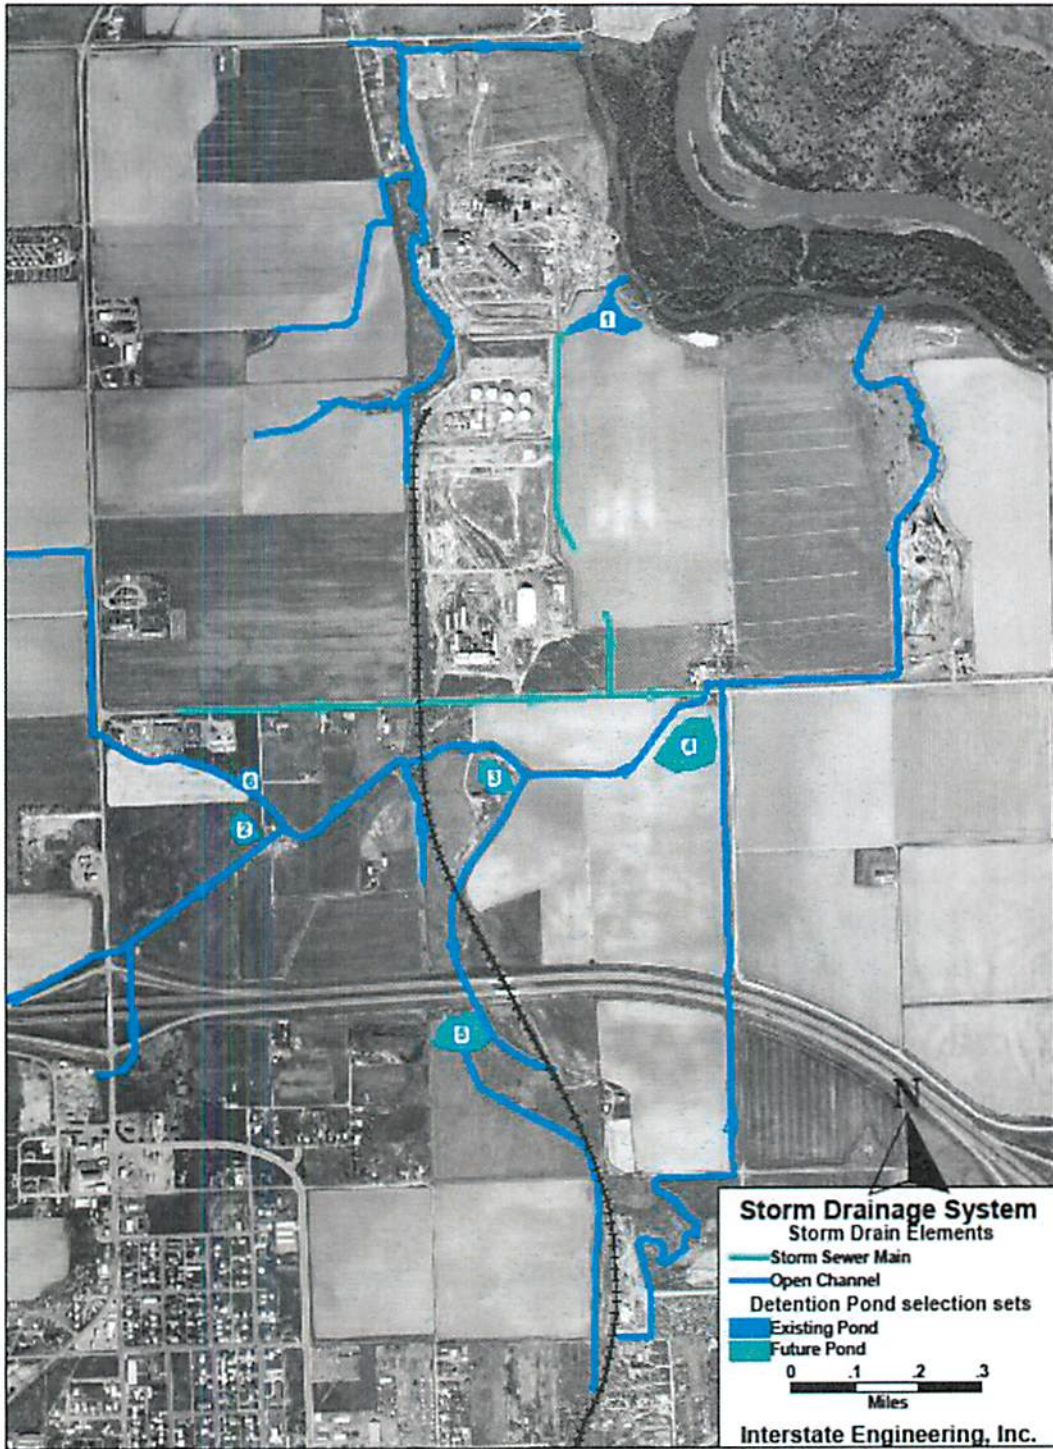 1
6
2
3
4
5
N
Storm Drainage System
Storm Drain Elements
Storm Sewer Main
Open Channel
Detention Pond selection sets
Existing Pond
Future Pond
0 .1 .2 .3
Miles
Interstate Engineering, Inc.